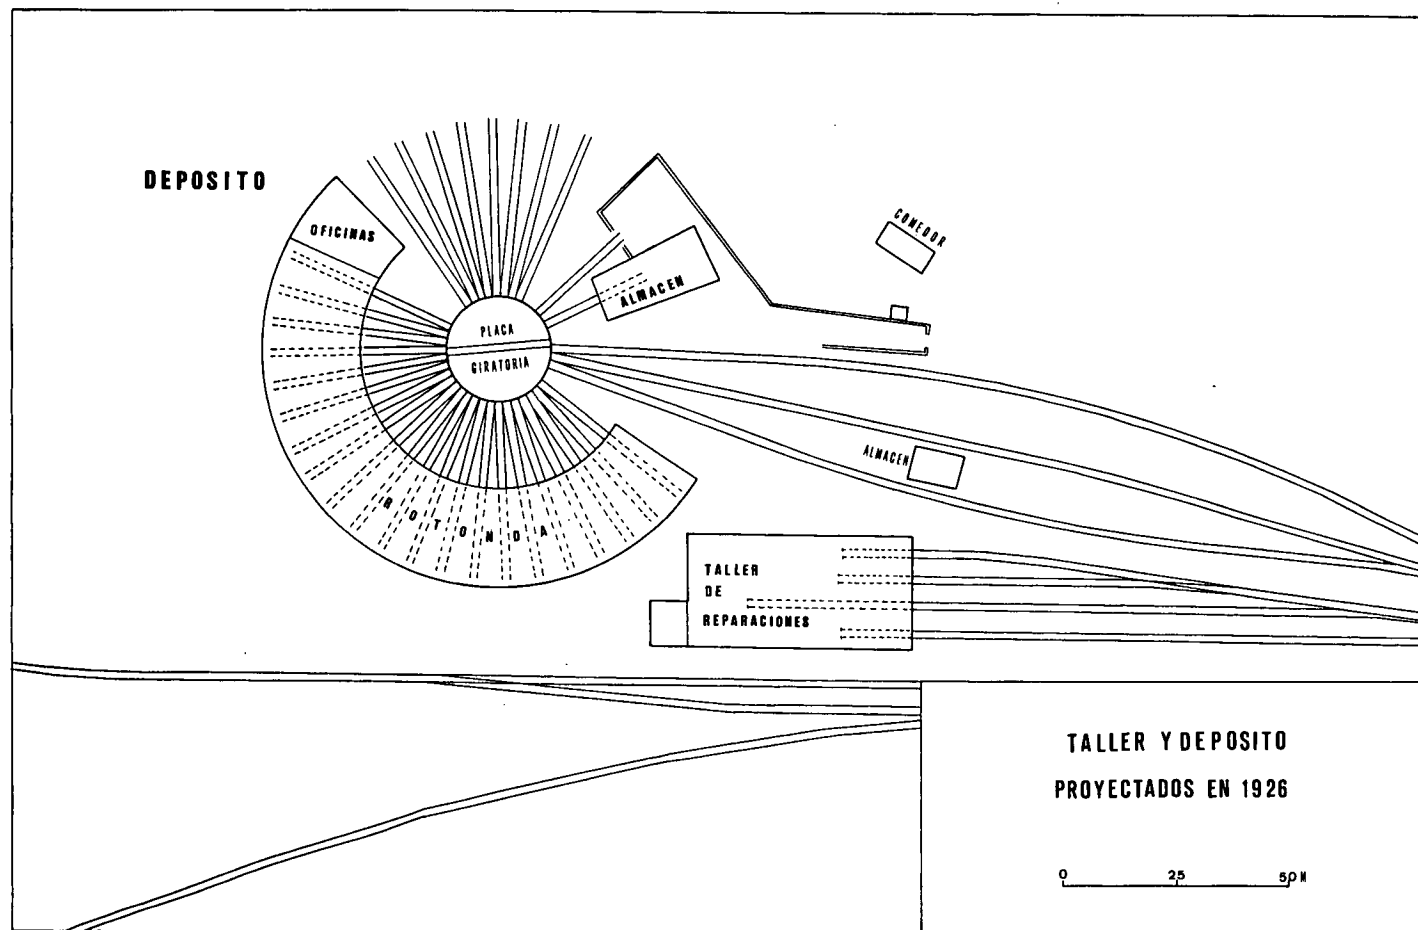 DEPOSITO
OFICINAS
COMEDOR
ALMACEN
PLACA
GIRATORIA
ALMACEN
ROTONDA
TALLER
DE
REPARACIONES
TALLER Y DEPOSITO
PROYECTADOS EN 1926
0 25 50 M